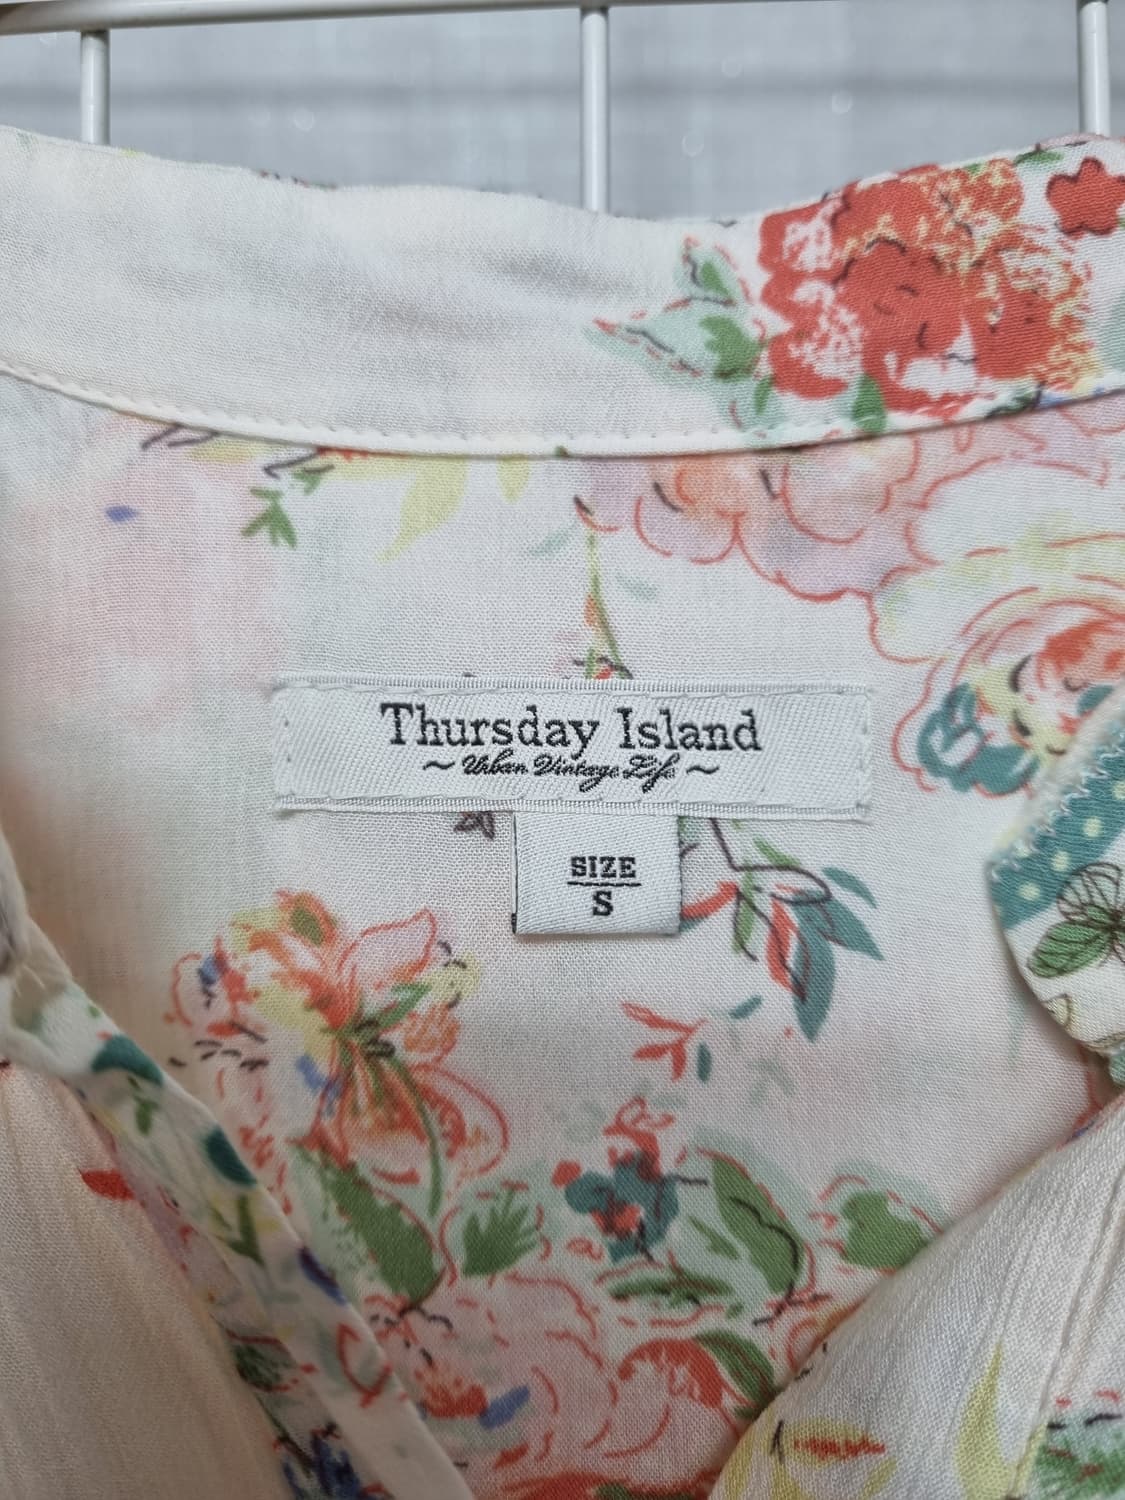 Thursday Island
~ Urban Vintage Life ~
SIZE
S